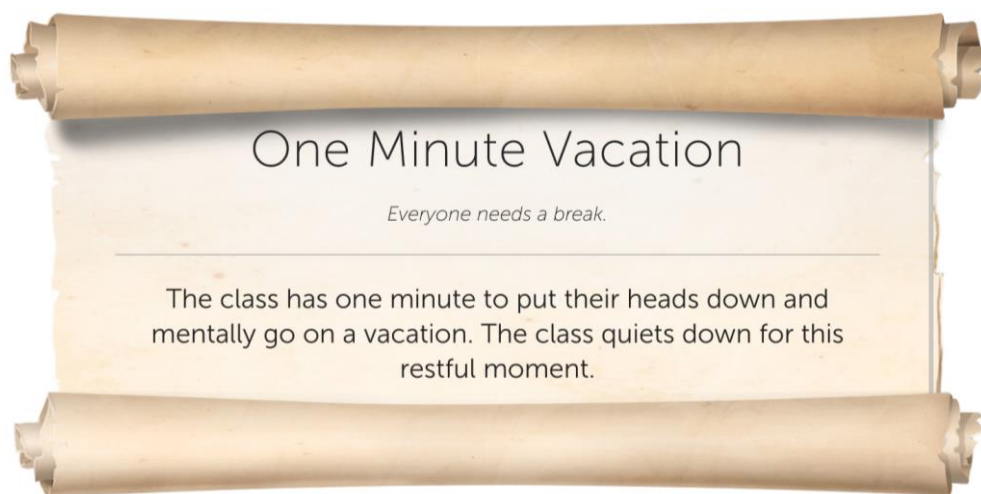 One Minute Vacation
Everyone needs a break.
The class has one minute to put their heads down and
mentally go on a vacation. The class quiets down for this
restful moment.